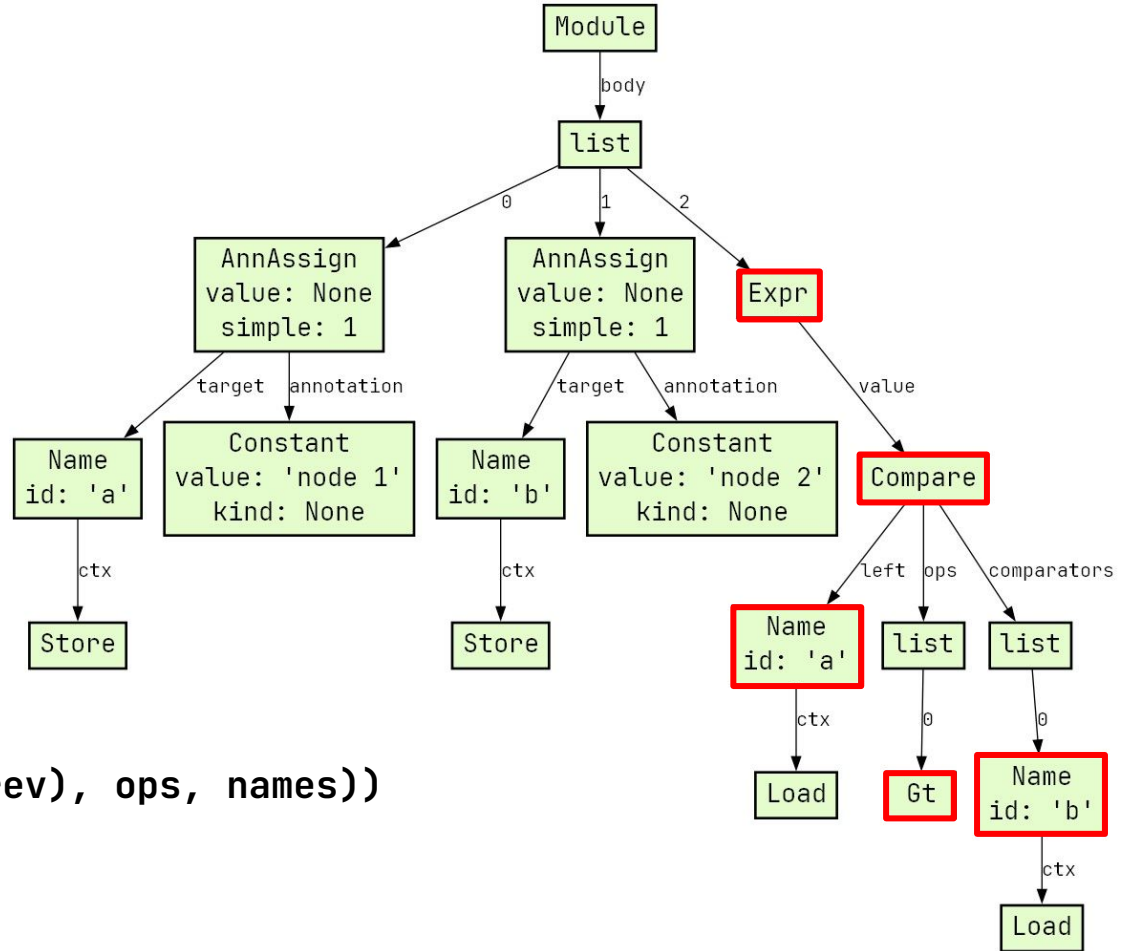 Module
body
list
0
1
2
AnnAssign
value: None
simple: 1
AnnAssign
value: None
simple: 1
Expr
target
annotation
target
annotation
value
Name
id: 'a'
Constant
value: 'node 1'
kind: None
Name
id: 'b'
Constant
value: 'node 2'
kind: None
Compare
ctx
ctx
left
ops
comparators
Store
Store
Name
id: 'a'
list
list
ctx
0
0
ev), ops, names))
Load
Gt
Name
id: 'b'
ctx
Load